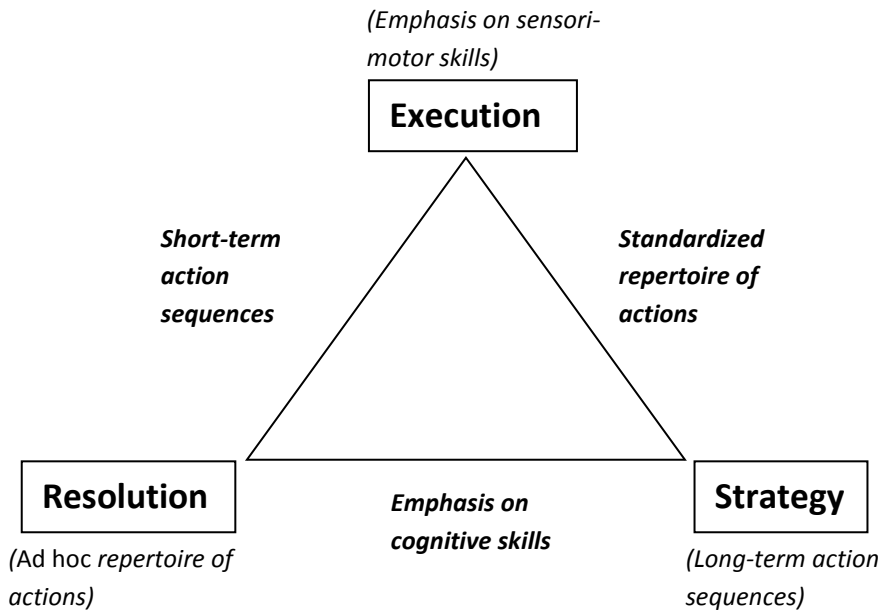 (Emphasis on sensori-
motor skills)
Execution
Short-term
action
sequences
Standardized
repertoire of
actions
Resolution
Emphasis on
cognitive skills
Strategy
(Ad hoc repertoire of
actions)
(Long-term action
sequences)